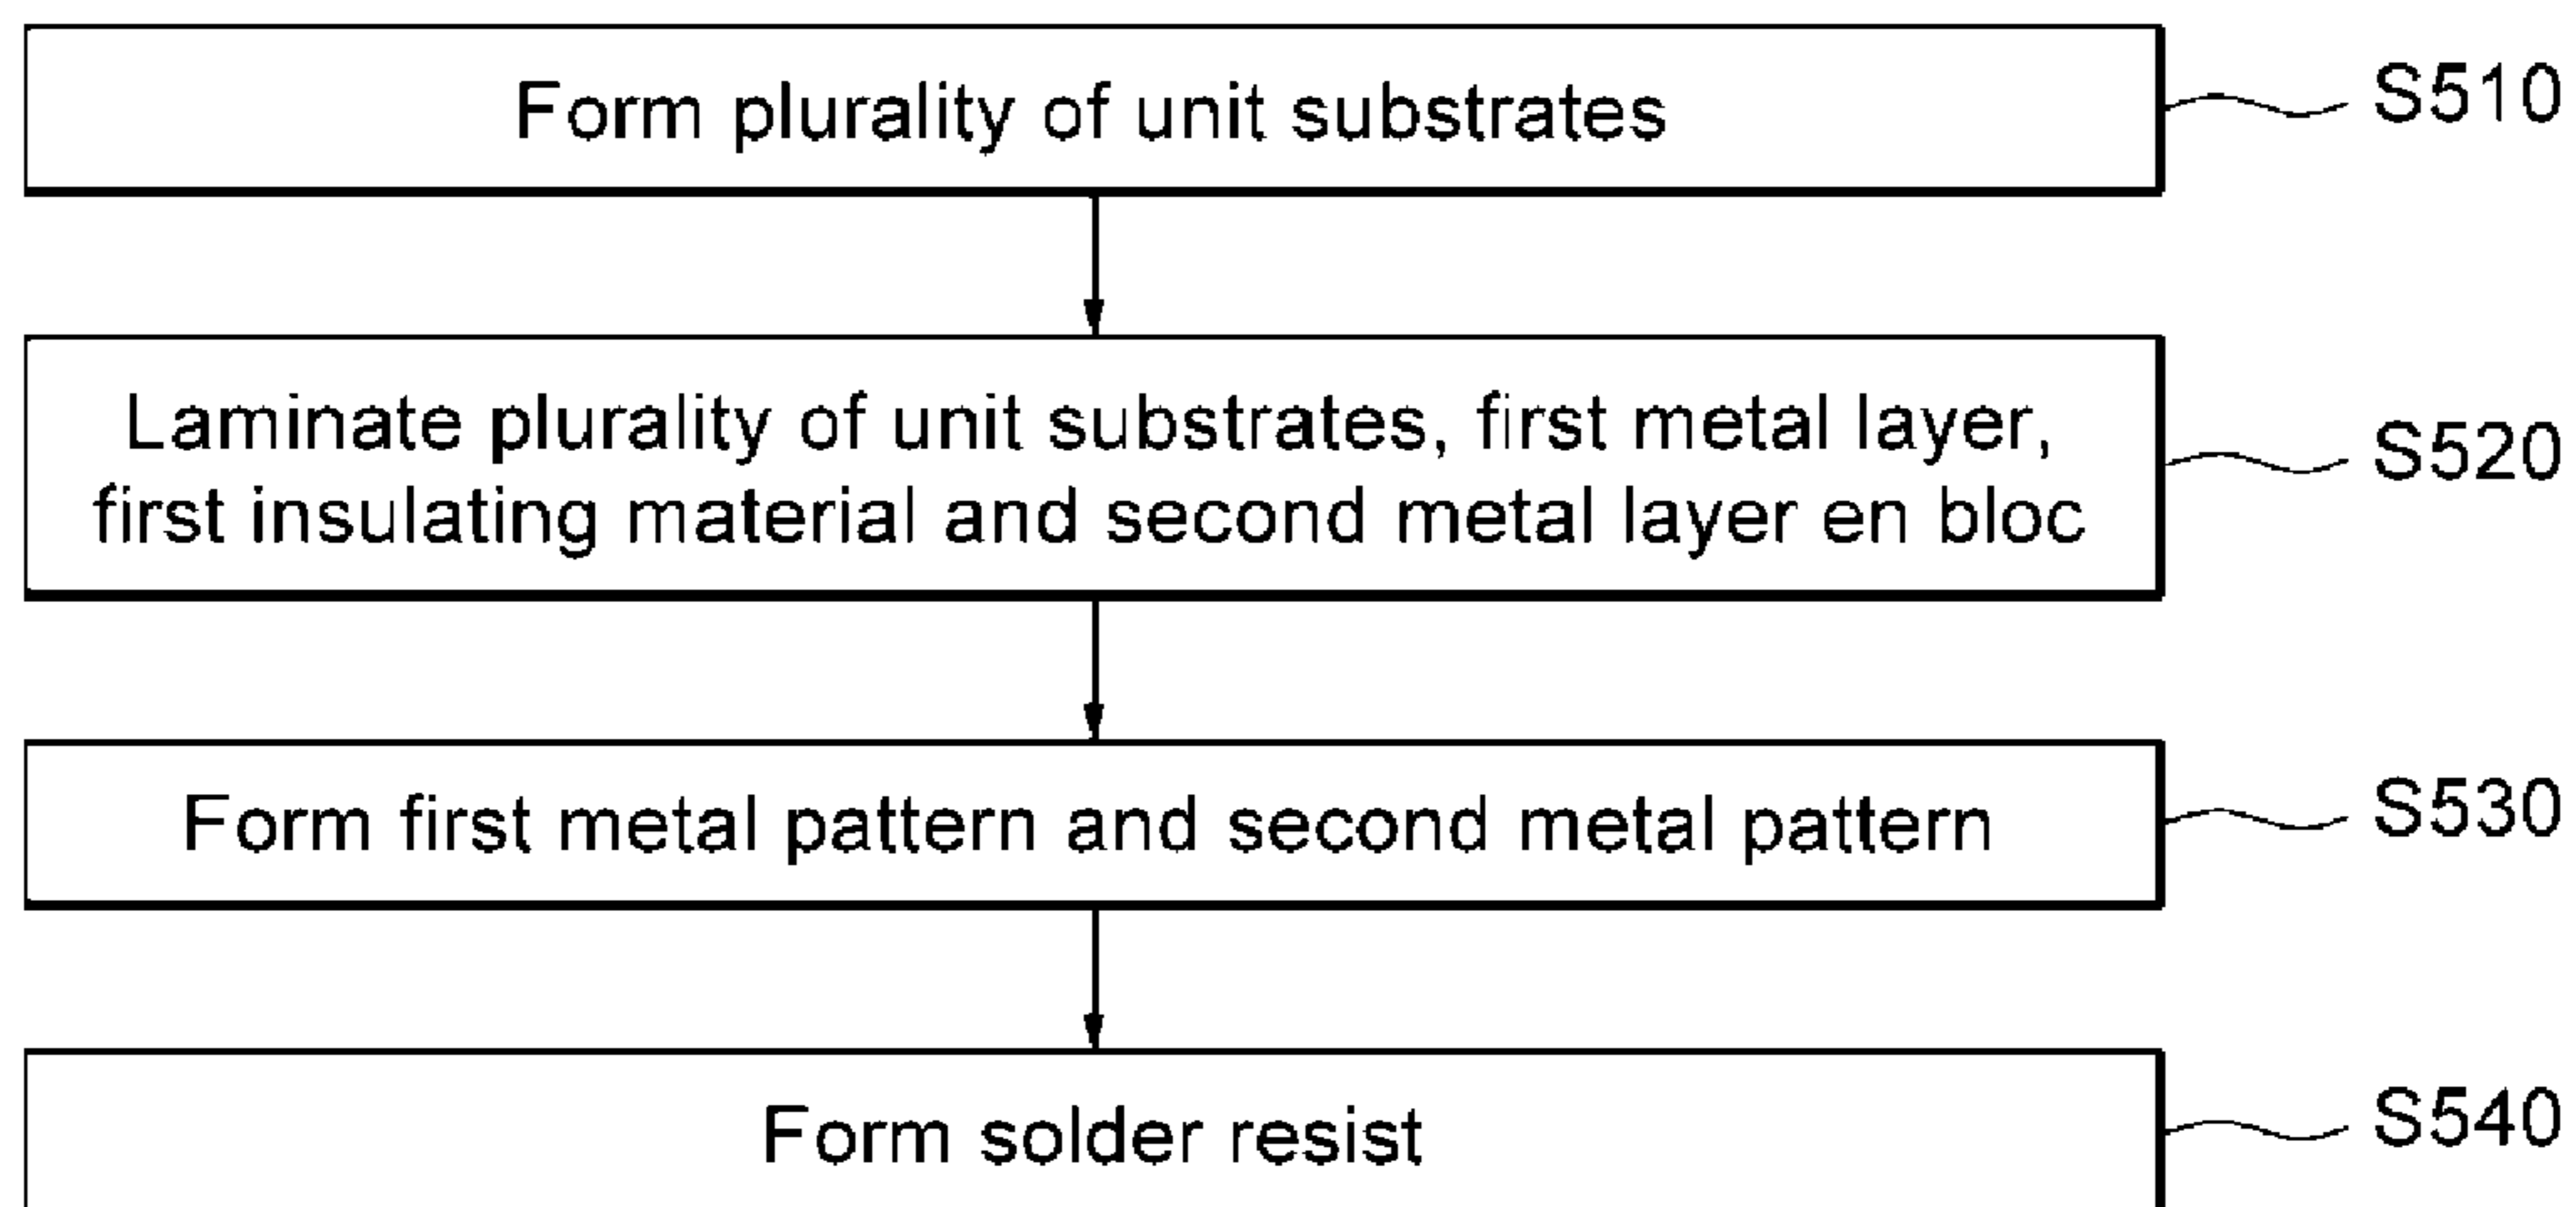 Form plurality of unit substrates
S510
Laminate plurality of unit substrates, first metal layer,
first insulating material and second metal layer en bloc
S520
Form first metal pattern and second metal pattern
S530
Form solder resist
S540